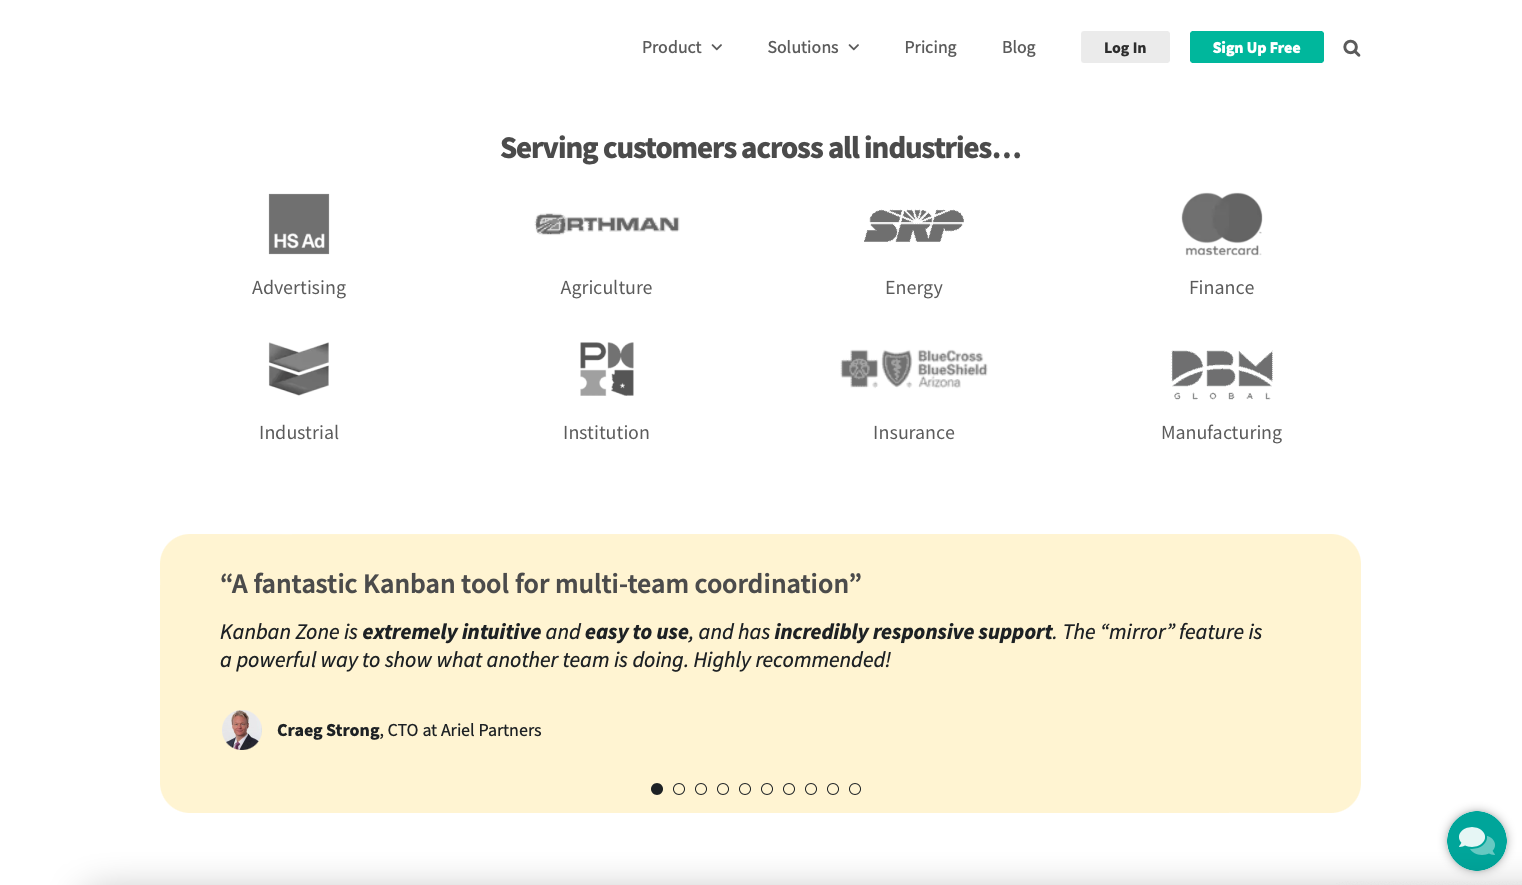 Product
Solutions
Pricing
Blog
Log In
Sign Up Free
Serving customers across all industries...
HS Ad
ORTHMAN
SRP
mastercard.
Advertising
Agriculture
Energy
Finance
BlueCross
BlueShield
Arizona
DBM
GLOBAL
Industrial
Institution
Insurance
Manufacturing
“A fantastic Kanban tool for multi-team coordination”
Kanban Zone is extremely intuitive and easy to use, and has incredibly responsive support. The “mirror” feature is
a powerful way to show what another team is doing. Highly recommended!
Craeg Strong, CTO at Ariel Partners